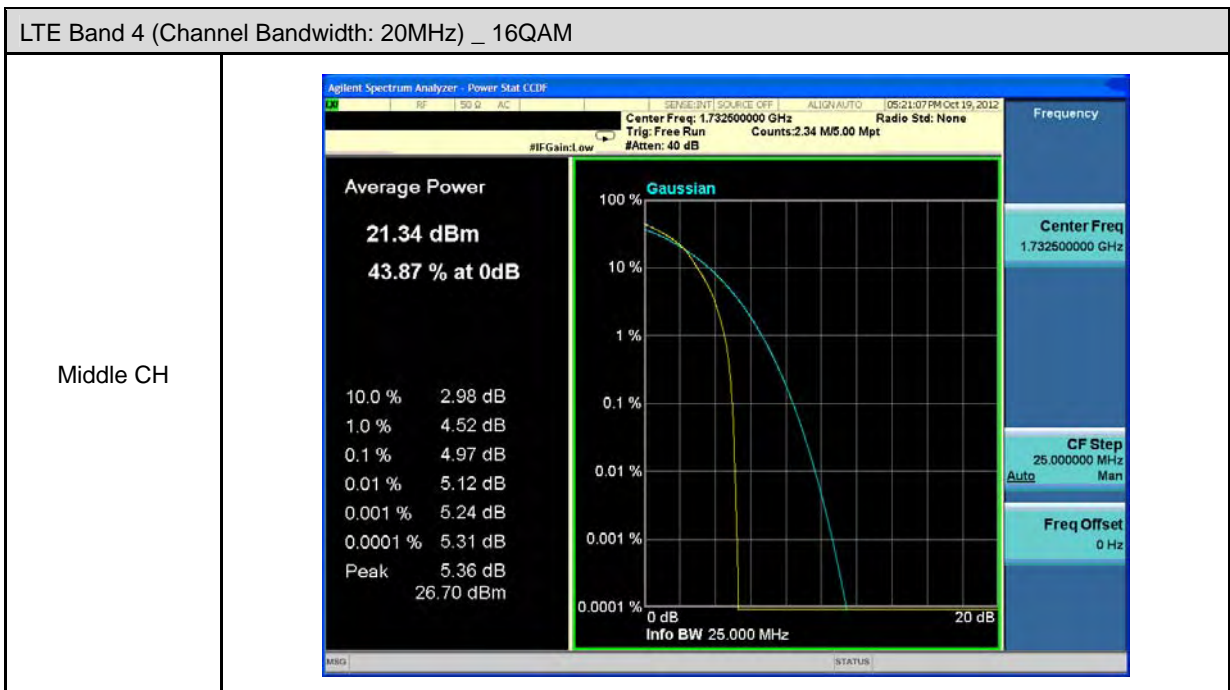 LTE Band 4 (Channel Bandwidth: 20MHz) _ 16QAM
Middle CH
Agilent Spectrum Analyzer - Power Stat CCDF
LXI RF 50 Ω AC SENSE:INT SOURCE OFF ALIGN AUTO 05:21:07 PM Oct 19, 2012
Center Freq: 1.732500000 GHz Radio Std: None
Trig: Free Run Counts:2.34 M/5.00 Mpt
#IFGain:Low #Atten: 40 dB
Average Power
21.34 dBm
43.87 % at 0dB
10.0 % 2.98 dB
1.0 % 4.52 dB
0.1 % 4.97 dB
0.01 % 5.12 dB
0.001 % 5.24 dB
0.0001 % 5.31 dB
Peak 5.36 dB
26.70 dBm
Gaussian
100 %
10 %
1 %
0.1 %
0.01 %
0.001 %
0.0001 %
0 dB 20 dB
Info BW 25.000 MHz
Frequency
Center Freq
1.732500000 GHz
CF Step
25.000000 MHz
Auto Man
Freq Offset
0 Hz
MSG STATUS